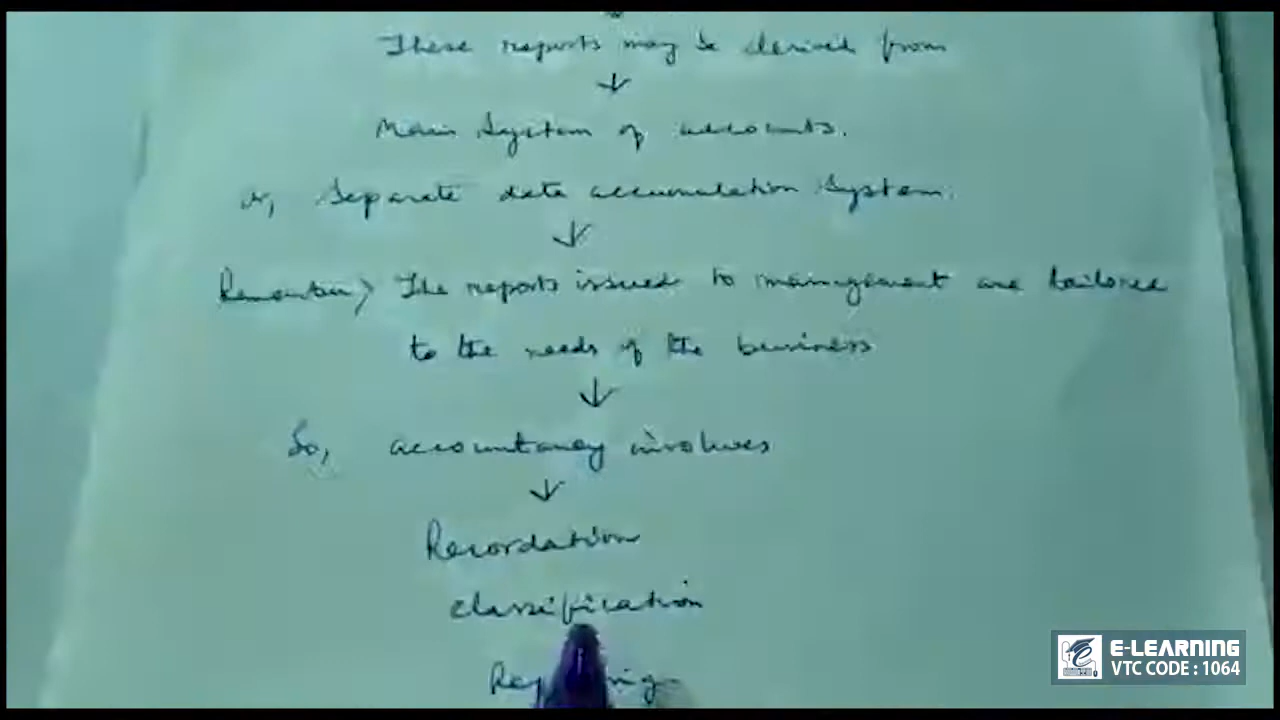 These reports may be derived from
↓
Main System of accounts.
or, Separate data accumulation System.
↓
Remember> The reports issued to management are tailored
to the needs of the business
↓
So, accountancy involves
↓
Recordation
classification
E-LEARNING
VTC CODE : 1064